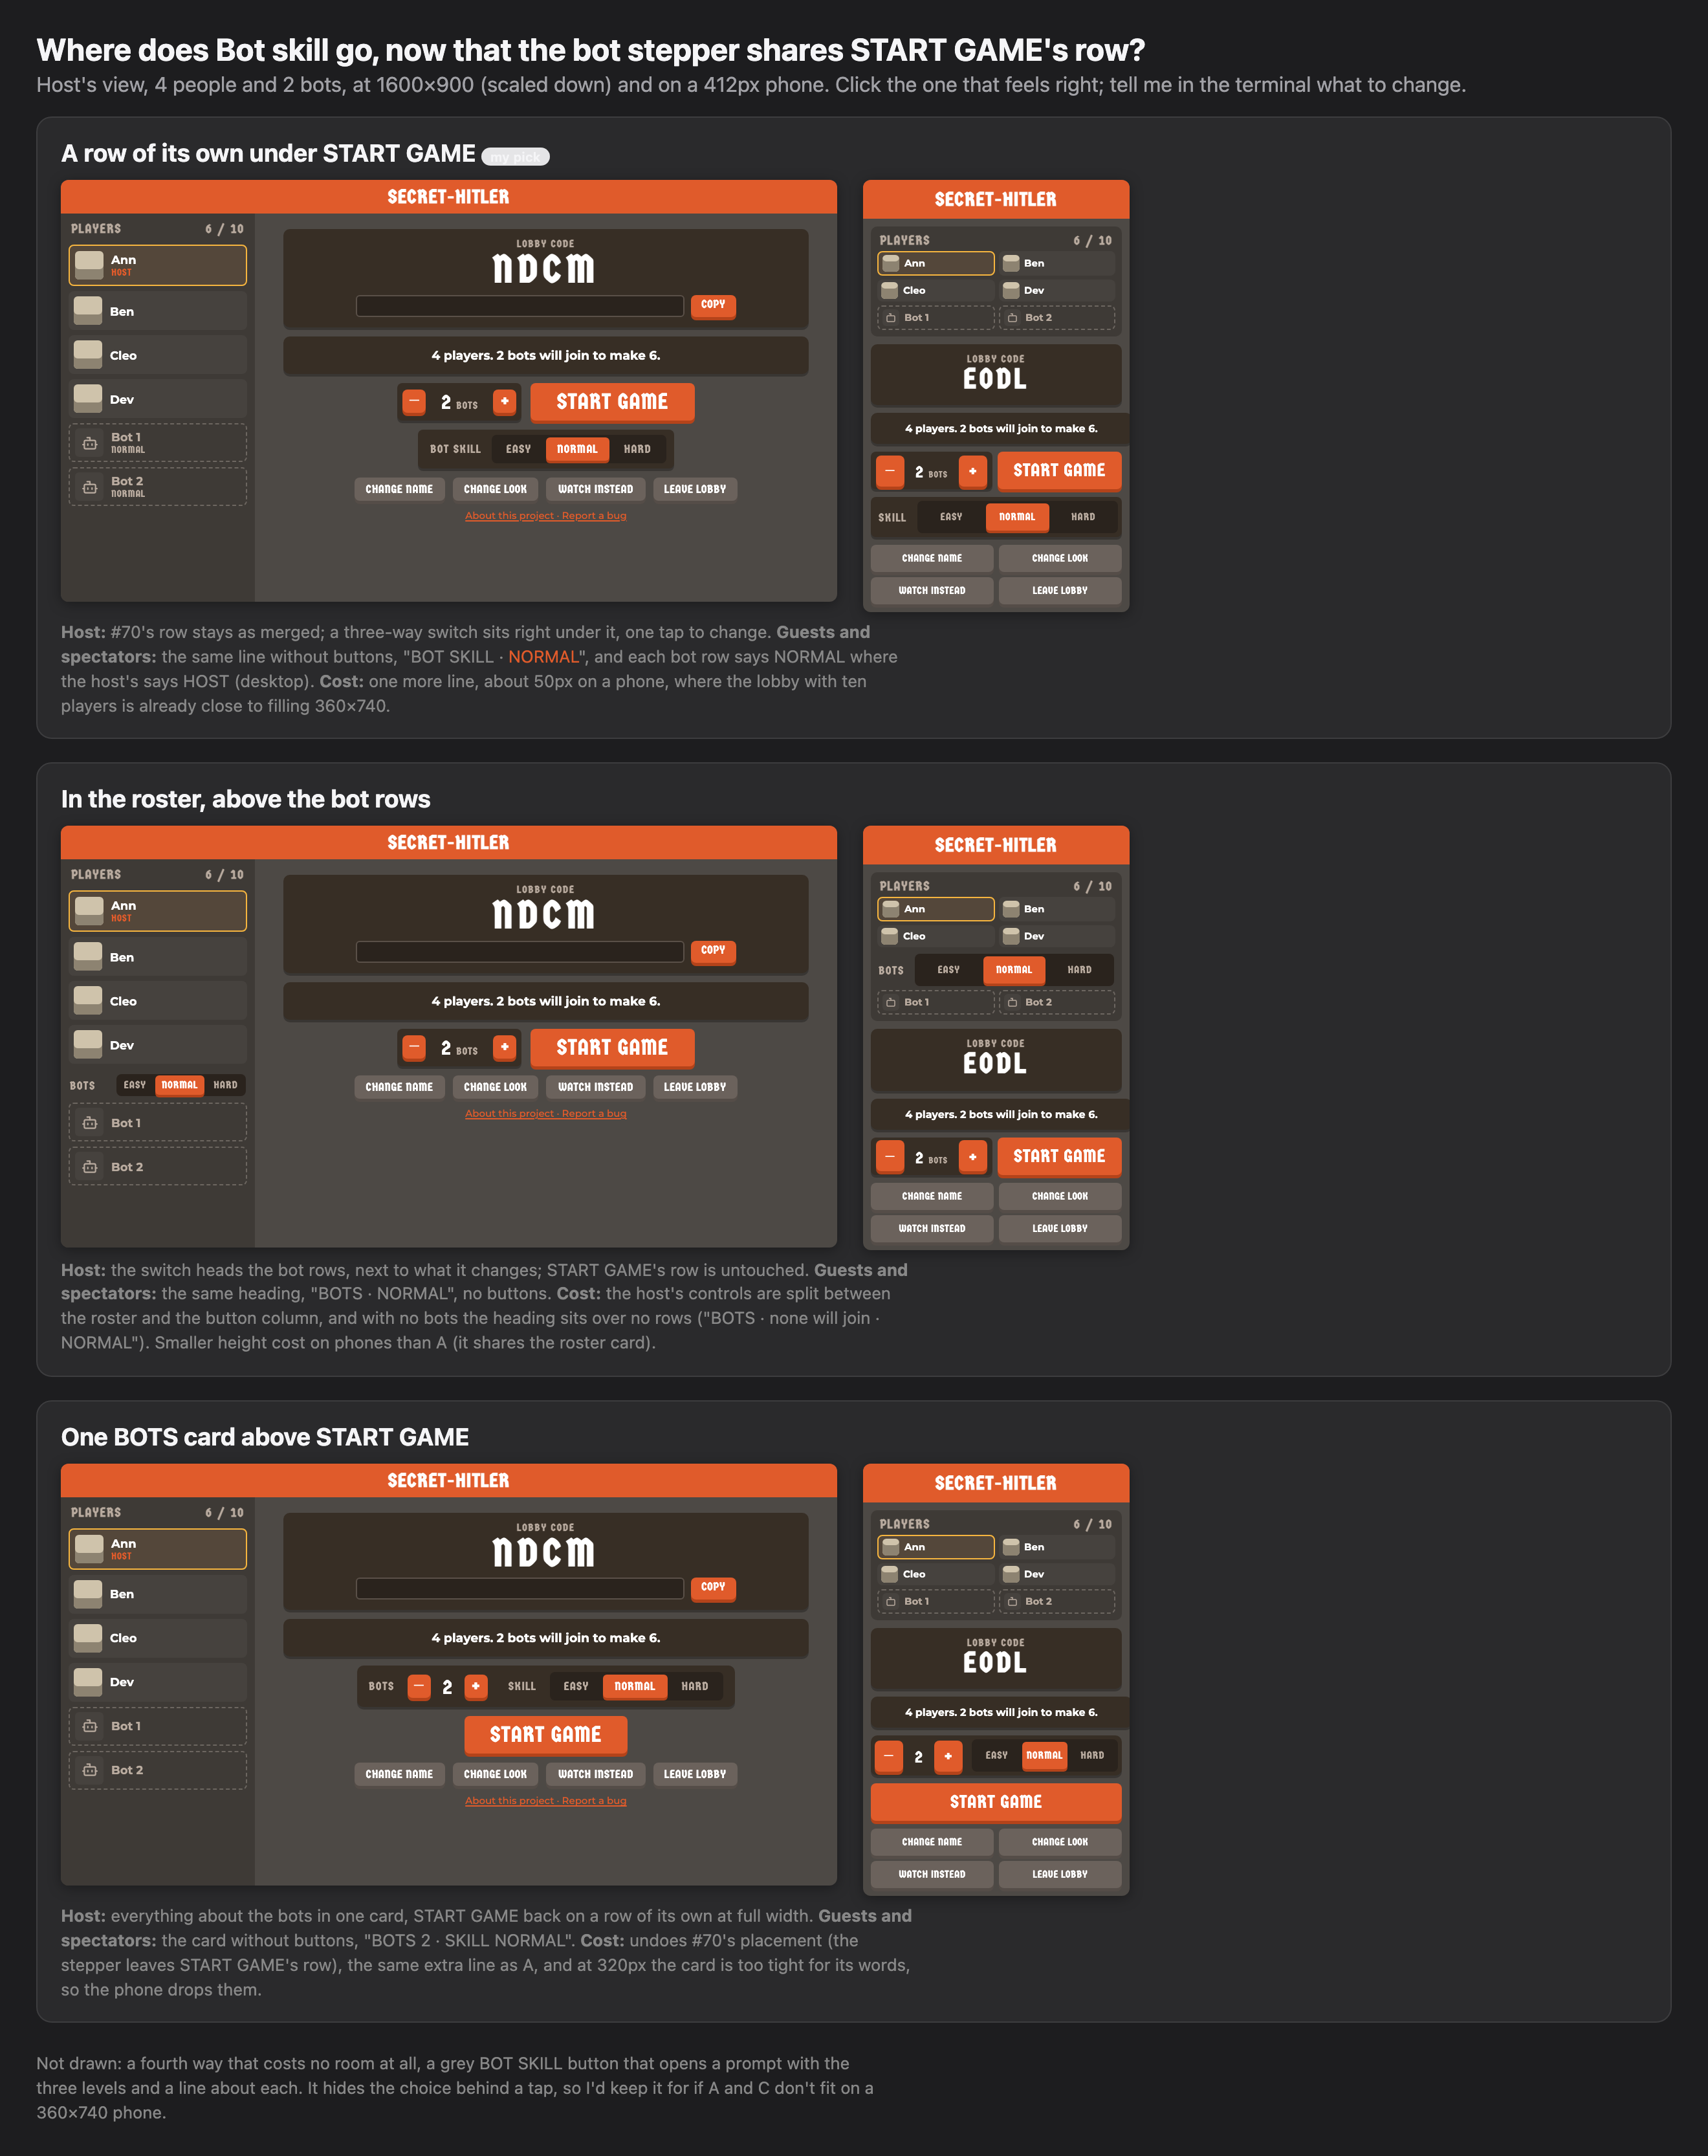 Where does Bot skill go, now that the bot stepper shares START GAME's row?
Host's view, 4 people and 2 bots, at 1600×900 (scaled down) and on a 412px phone. Click the one that feels right; tell me in the terminal what to change.
A row of its own under START GAME my pick
SECRET-HITLER
PLAYERS 6 / 10
Ann
HOST
Ben
Cleo
Dev
Bot 1
NORMAL
Bot 2
NORMAL
LOBBY CODE
NDCM
COPY
4 players. 2 bots will join to make 6.
− 2 BOTS + START GAME
BOT SKILL EASY NORMAL HARD
CHANGE NAME CHANGE LOOK WATCH INSTEAD LEAVE LOBBY
About this project · Report a bug
SECRET-HITLER
PLAYERS 6 / 10
Ann Ben
Cleo Dev
Bot 1 Bot 2
LOBBY CODE
EODL
4 players. 2 bots will join to make 6.
− 2 BOTS + START GAME
SKILL EASY NORMAL HARD
CHANGE NAME CHANGE LOOK
WATCH INSTEAD LEAVE LOBBY
Host: #70's row stays as merged; a three-way switch sits right under it, one tap to change. Guests and
spectators: the same line without buttons, "BOT SKILL · NORMAL", and each bot row says NORMAL where
the host's says HOST (desktop). Cost: one more line, about 50px on a phone, where the lobby with ten
players is already close to filling 360×740.
In the roster, above the bot rows
SECRET-HITLER
PLAYERS 6 / 10
Ann
HOST
Ben
Cleo
Dev
BOTS EASY NORMAL HARD
Bot 1
Bot 2
LOBBY CODE
NDCM
COPY
4 players. 2 bots will join to make 6.
− 2 BOTS + START GAME
CHANGE NAME CHANGE LOOK WATCH INSTEAD LEAVE LOBBY
About this project · Report a bug
SECRET-HITLER
PLAYERS 6 / 10
Ann Ben
Cleo Dev
BOTS EASY NORMAL HARD
Bot 1 Bot 2
LOBBY CODE
EODL
4 players. 2 bots will join to make 6.
− 2 BOTS + START GAME
CHANGE NAME CHANGE LOOK
WATCH INSTEAD LEAVE LOBBY
Host: the switch heads the bot rows, next to what it changes; START GAME's row is untouched. Guests and
spectators: the same heading, "BOTS · NORMAL", no buttons. Cost: the host's controls are split between
the roster and the button column, and with no bots the heading sits over no rows ("BOTS · none will join ·
NORMAL"). Smaller height cost on phones than A (it shares the roster card).
One BOTS card above START GAME
SECRET-HITLER
PLAYERS 6 / 10
Ann
HOST
Ben
Cleo
Dev
Bot 1
Bot 2
LOBBY CODE
NDCM
COPY
4 players. 2 bots will join to make 6.
BOTS − 2 + SKILL EASY NORMAL HARD
START GAME
CHANGE NAME CHANGE LOOK WATCH INSTEAD LEAVE LOBBY
About this project · Report a bug
SECRET-HITLER
PLAYERS 6 / 10
Ann Ben
Cleo Dev
Bot 1 Bot 2
LOBBY CODE
EODL
4 players. 2 bots will join to make 6.
− 2 + EASY NORMAL HARD
START GAME
CHANGE NAME CHANGE LOOK
WATCH INSTEAD LEAVE LOBBY
Host: everything about the bots in one card, START GAME back on a row of its own at full width. Guests and
spectators: the card without buttons, "BOTS 2 · SKILL NORMAL". Cost: undoes #70's placement (the
stepper leaves START GAME's row), the same extra line as A, and at 320px the card is too tight for its words,
so the phone drops them.
Not drawn: a fourth way that costs no room at all, a grey BOT SKILL button that opens a prompt with the
three levels and a line about each. It hides the choice behind a tap, so I'd keep it for if A and C don't fit on a
360×740 phone.